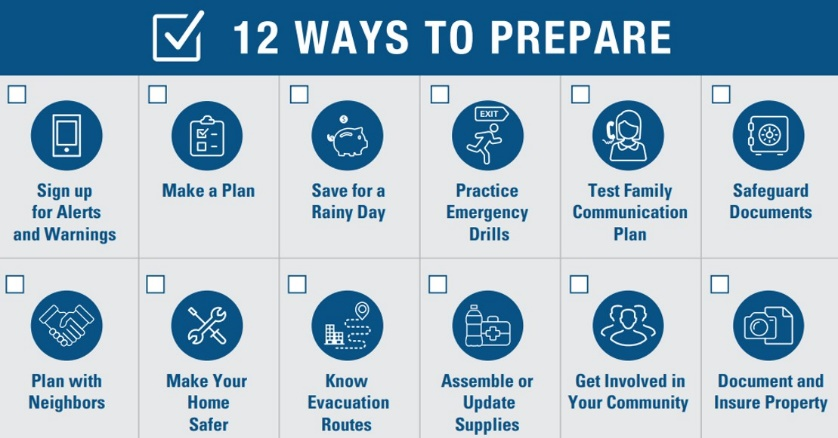 12 WAYS TO PREPARE
Sign up
for Alerts
and Warnings
Make a Plan
Save for a
Rainy Day
EXIT
Practice
Emergency
Drills
Test Family
Communication
Plan
Safeguard
Documents
Plan with
Neighbors
Make Your
Home
Safer
Know
Evacuation
Routes
Assemble or
Update
Supplies
Get Involved in
Your Community
Document and
Insure Property